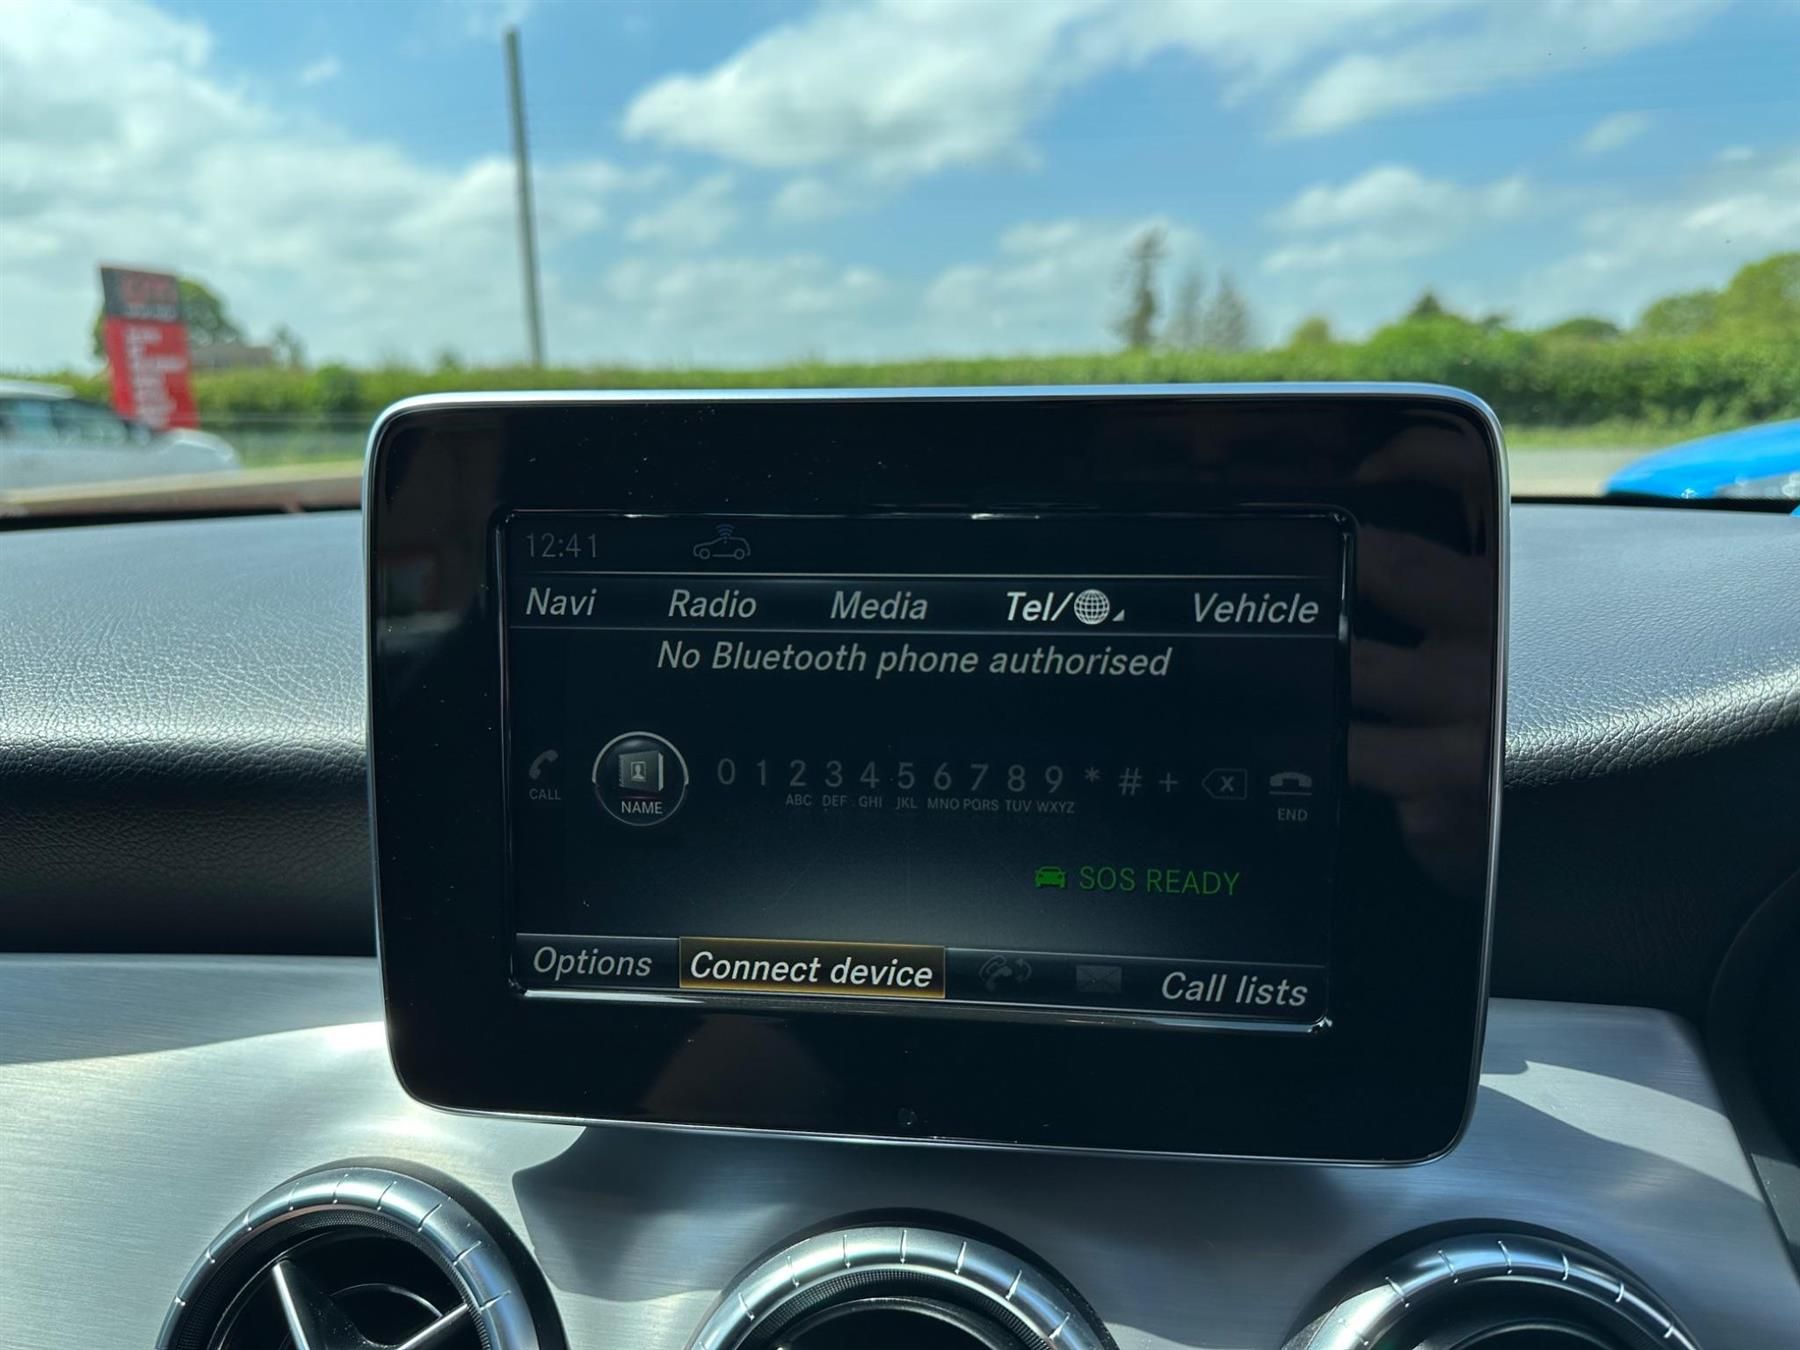 12:41
Navi Radio Media Tel/ Vehicle
No Bluetooth phone authorised
CALL NAME 0 1 2 3 4 5 6 7 8 9 * # + X END
ABC DEF GHI JKL MNO PQRS TUV WXYZ
SOS READY
Options Connect device Call lists